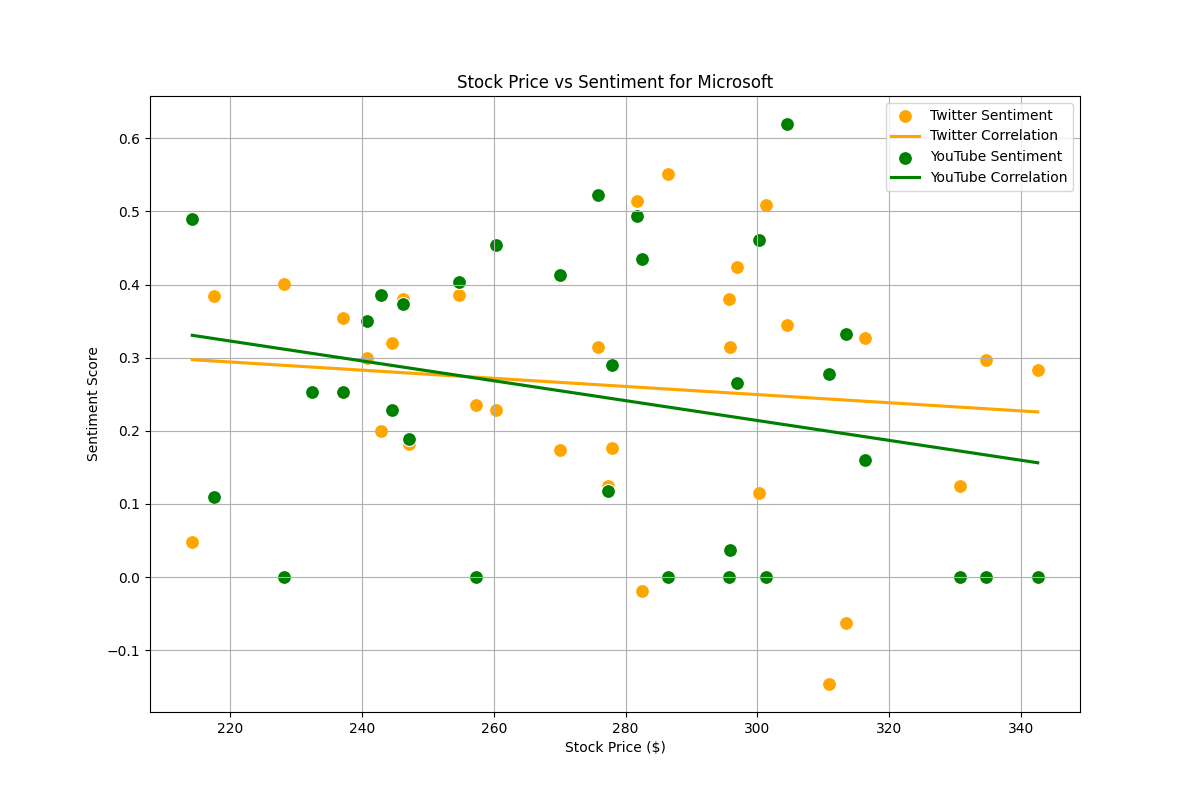 Stock Price vs Sentiment for Microsoft
Twitter Sentiment
Twitter Correlation
YouTube Sentiment
YouTube Correlation
Sentiment Score
0.6
0.5
0.4
0.3
0.2
0.1
0.0
−0.1
220 240 260 280 300 320 340
Stock Price ($)